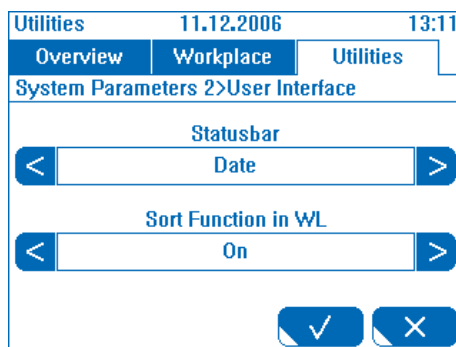 Utilities 11.12.2006 13:11
Overview Workplace Utilities
System Parameters 2>User Interface
Statusbar
< Date >
Sort Function in WL
< On >